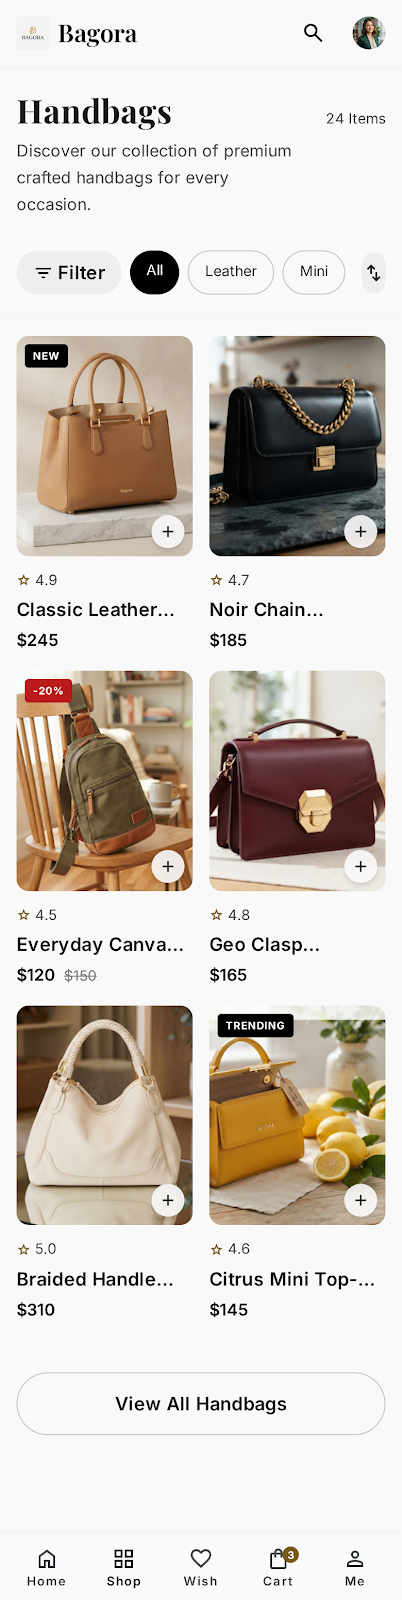 BAGORA
Bagora
Handbags
24 Items
Discover our collection of premium
crafted handbags for every
occasion.
Filter
All
Leather
Mini
NEW
Bagora
4.9
4.7
Classic Leather...
Noir Chain...
$245
$185
-20%
4.5
4.8
Everyday Canva...
Geo Clasp...
$120 $150
$165
TRENDING
5.0
4.6
Braided Handle...
Citrus Mini Top-...
$310
$145
View All Handbags
3
Home
Shop
Wish
Cart
Me